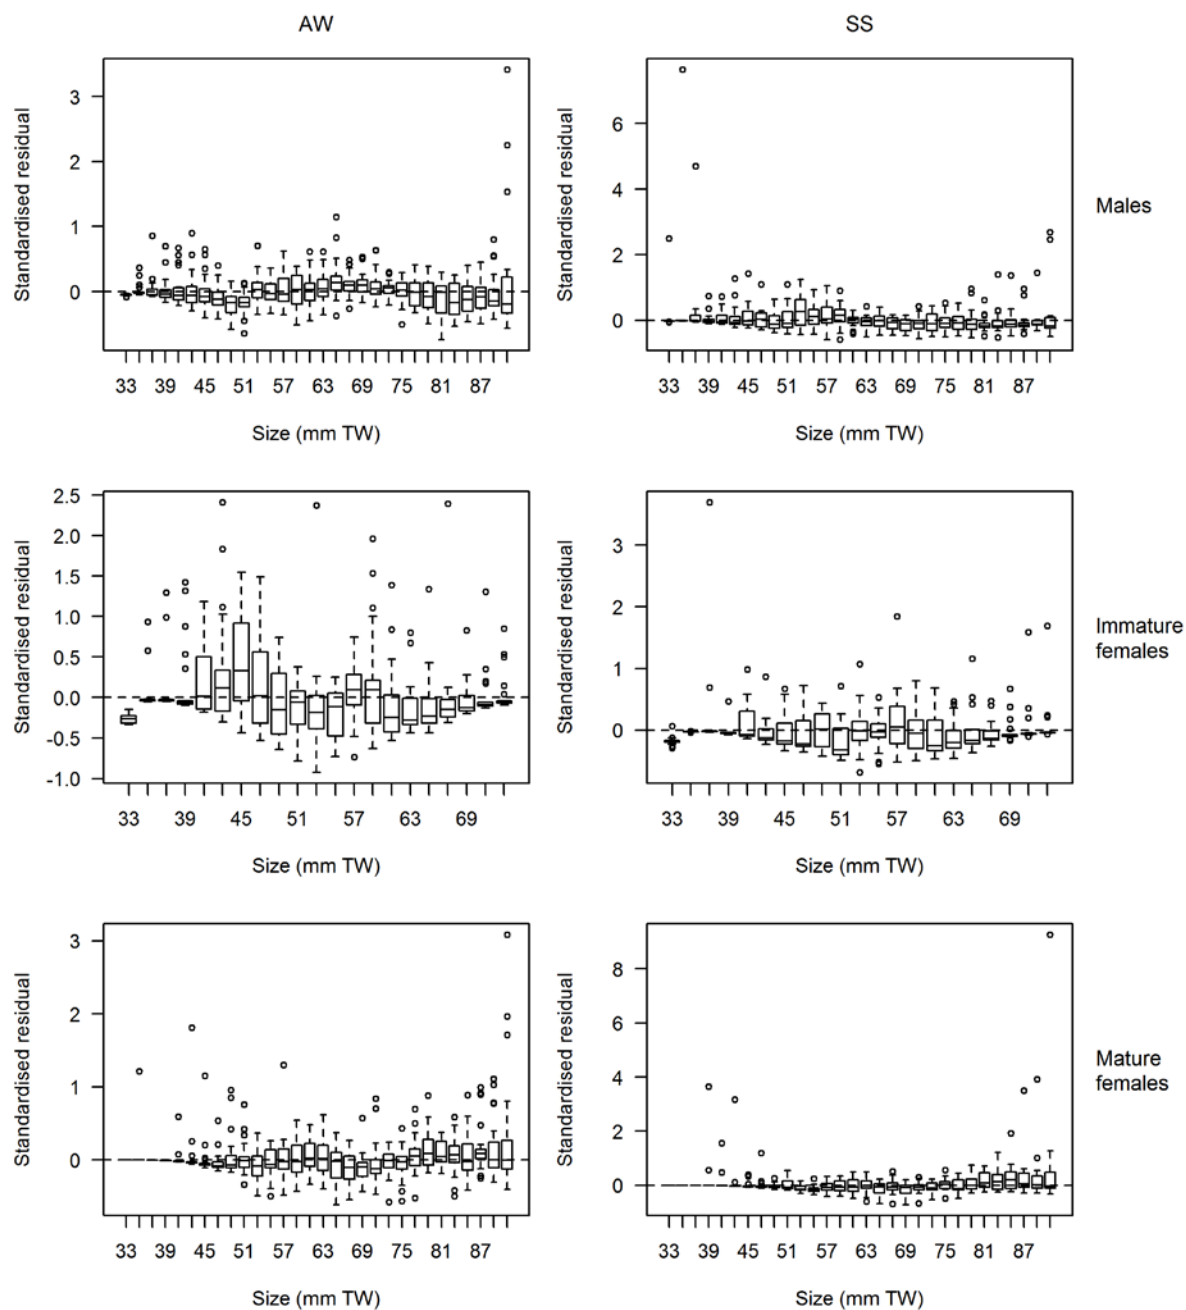 AW SS
Standardised residual
3
2
1
0
33 39 45 51 57 63 69 75 81 87
Size (mm TW)
Standardised residual
6
4
2
0
33 39 45 51 57 63 69 75 81 87
Size (mm TW)
Males
Standardised residual
2.5
2.0
1.5
1.0
0.5
0.0
-0.5
-1.0
33 39 45 51 57 63 69
Size (mm TW)
Standardised residual
3
2
1
0
33 39 45 51 57 63 69
Size (mm TW)
Immature
females
Standardised residual
3
2
1
0
33 39 45 51 57 63 69 75 81 87
Size (mm TW)
Standardised residual
8
6
4
2
0
33 39 45 51 57 63 69 75 81 87
Size (mm TW)
Mature
females